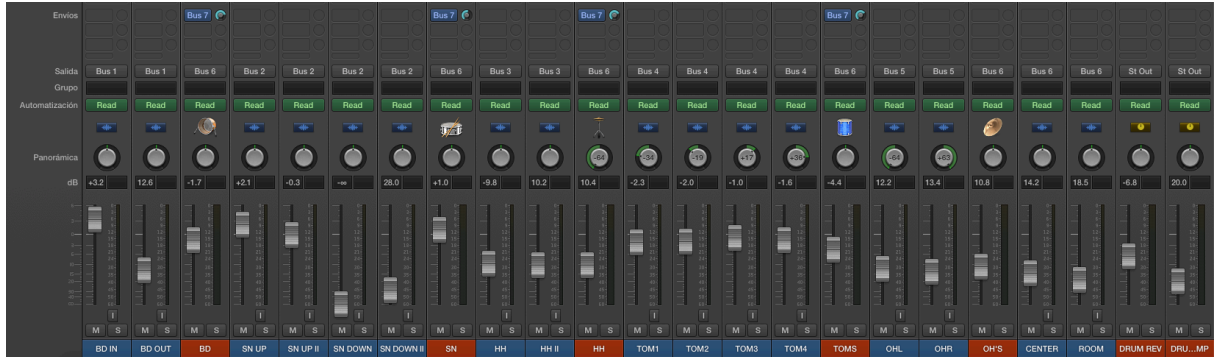 Envíos Bus 7 Bus 7 Bus 7 Bus 7
Salida Bus 1 Bus 1 Bus 6 Bus 2 Bus 2 Bus 2 Bus 2 Bus 6 Bus 3 Bus 3 Bus 6 Bus 4 Bus 4 Bus 4 Bus 4 Bus 6 Bus 5 Bus 5 Bus 6 Bus 6 Bus 6 St Out St Out
Grupo
Automatización Read Read Read Read Read Read Read Read Read Read Read Read Read Read Read Read Read Read Read Read Read Read Read
Panorámica -64 -34 -19 +17 +36 -64 +63
dB +3.2 12.6 -1.7 +2.1 -0.3 -∞ 28.0 +1.0 -9.8 10.2 10.4 -2.3 -2.0 -1.0 -1.6 -4.4 12.2 13.4 10.8 14.2 18.5 -6.8 20.0
I I I I I I I I I I I I I I I
M S M S M S M S M S M S M S M S M S M S M S M S M S M S M S M S M S M S M S M S M S M S M S
BD IN BD OUT BD SN UP SN UP II SN DOWN SN DOWN II SN HH HH II HH TOM1 TOM2 TOM3 TOM4 TOMS OHL OHR OH'S CENTER ROOM DRUM REV DRU...MP